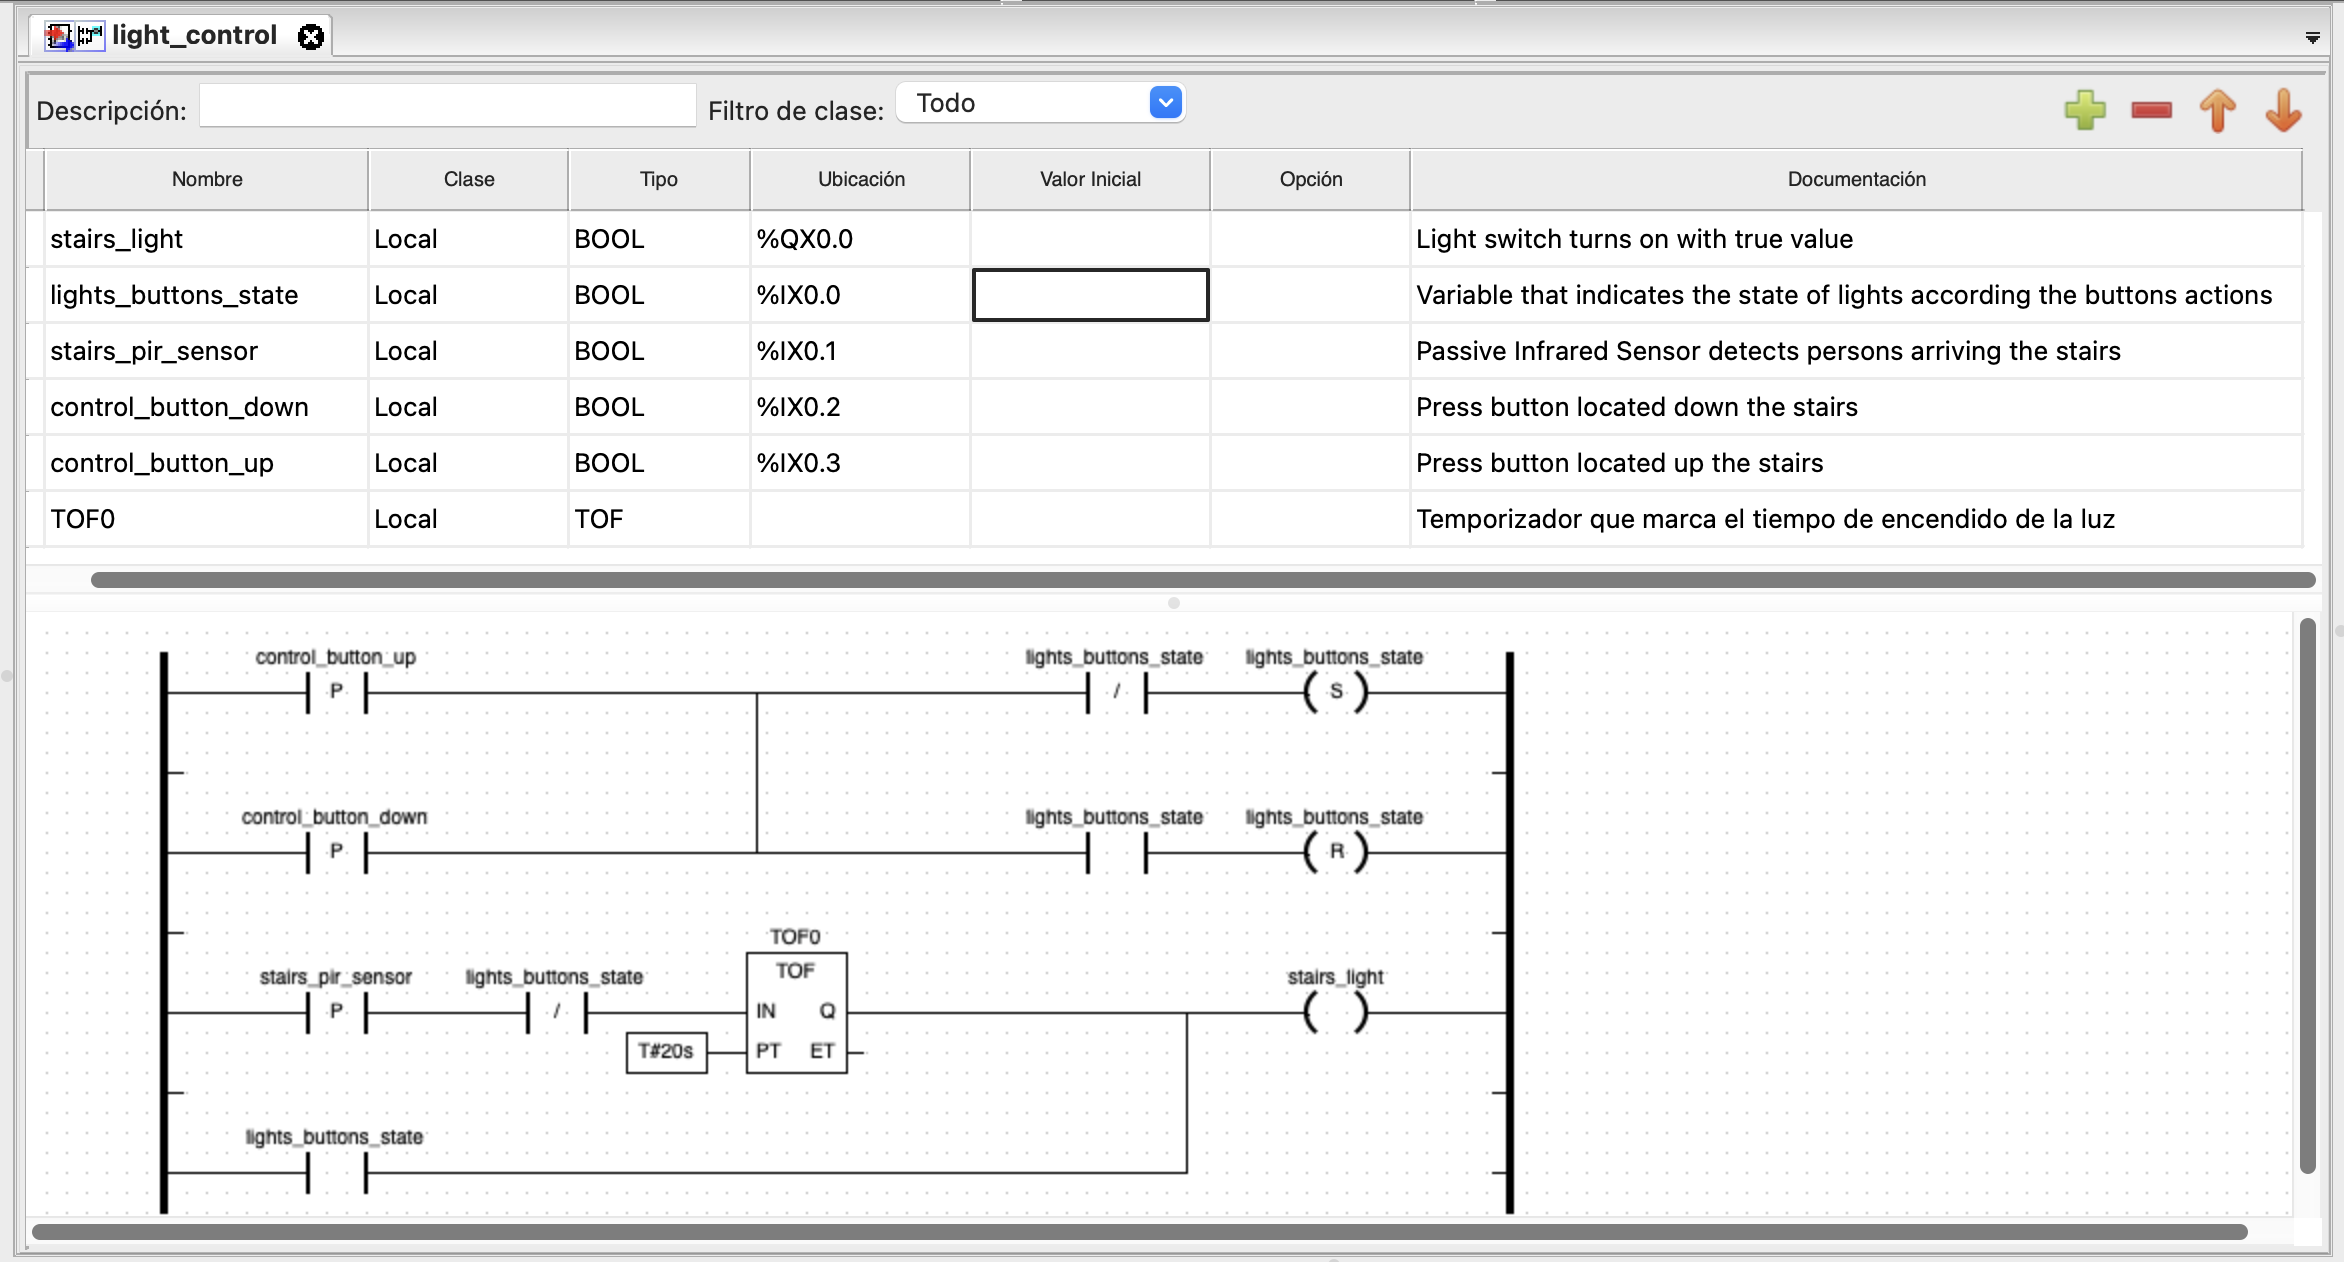 light_control
Descripción: Filtro de clase: Todo
Nombre Clase Tipo Ubicación Valor Inicial Opción Documentación
stairs_light Local BOOL %QX0.0 Light switch turns on with true value
lights_buttons_state Local BOOL %IX0.0 Variable that indicates the state of lights according the buttons actions
stairs_pir_sensor Local BOOL %IX0.1 Passive Infrared Sensor detects persons arriving the stairs
control_button_down Local BOOL %IX0.2 Press button located down the stairs
control_button_up Local BOOL %IX0.3 Press button located up the stairs
TOF0 Local TOF Temporizador que marca el tiempo de encendido de la luz
control_button_up lights_buttons_state lights_buttons_state
P / S
control_button_down lights_buttons_state lights_buttons_state
P R
TOF0
stairs_pir_sensor lights_buttons_state TOF stairs_light
P / IN Q
T#20s PT ET
lights_buttons_state